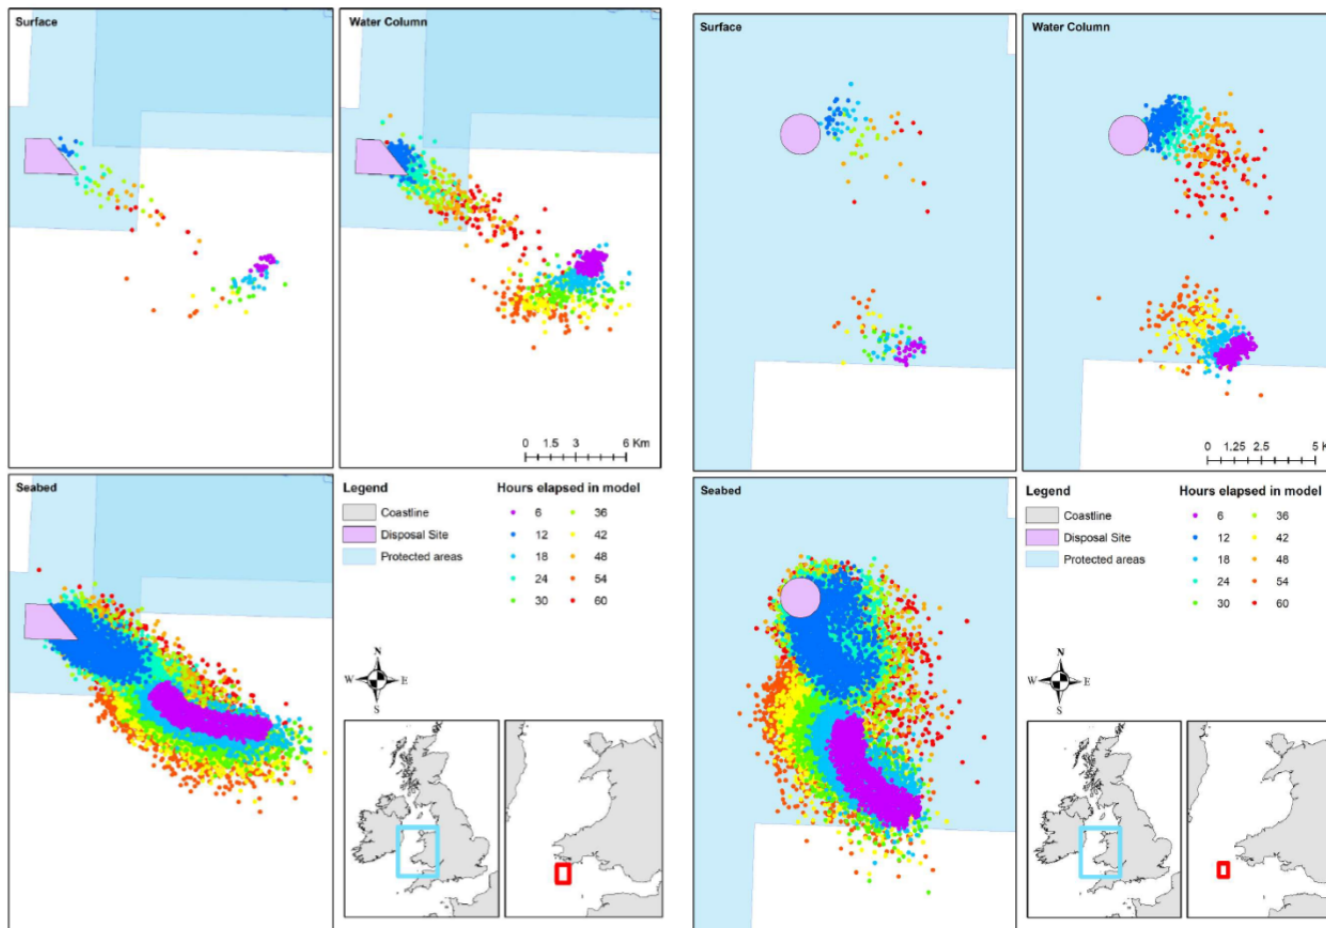 Surface
Water Column
0 1.5 3 6 Km
Seabed
Legend
Coastline
Disposal Site
Protected areas
Hours elapsed in model
6 36
12 42
18 48
24 54
30 60
N
W E
S
Surface
Water Column
0 1.25 2.5 5 K
Seabed
Legend
Coastline
Disposal Site
Protected areas
Hours elapsed in model
6 36
12 42
18 48
24 54
30 60
N
W E
S